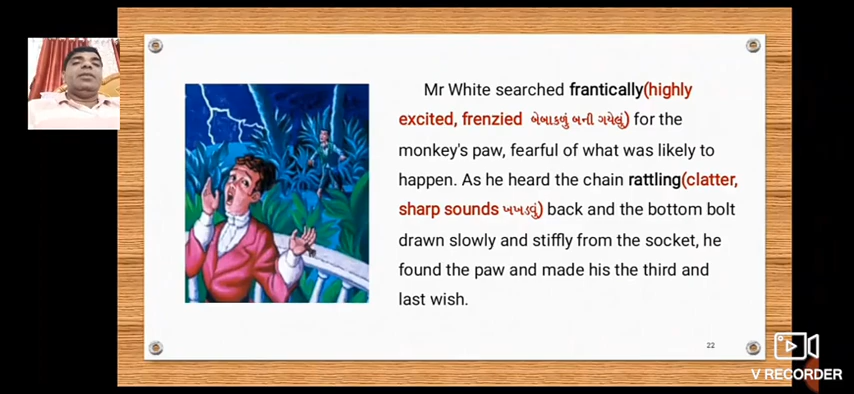 Mr White searched frantically(highly
excited, frenzied બેબાકળું બની ગયેલું) for the
monkey's paw, fearful of what was likely to
happen. As he heard the chain rattling(clatter,
sharp sounds ખખડવું) back and the bottom bolt
drawn slowly and stiffly from the socket, he
found the paw and made his the third and
last wish.
22
V RECORDER